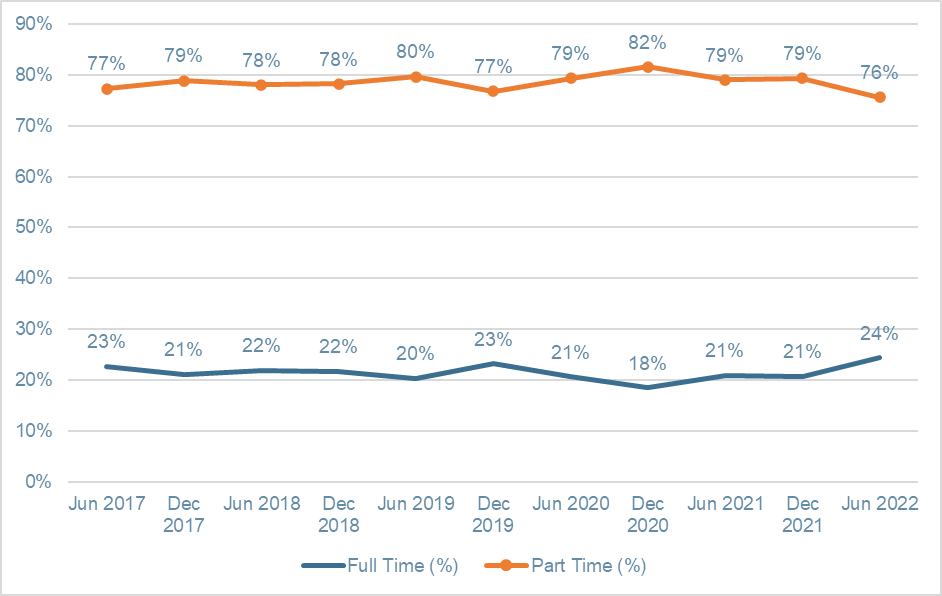 90%
80%
70%
60%
50%
40%
30%
20%
10%
0%
77%
79%
78%
78%
80%
77%
79%
82%
79%
79%
76%
23%
21%
22%
22%
20%
23%
21%
18%
21%
21%
24%
Jun 2017
Dec
2017
Jun 2018
Dec
2018
Jun 2019
Dec
2019
Jun 2020
Dec
2020
Jun 2021
Dec
2021
Jun 2022
Full Time (%)
Part Time (%)